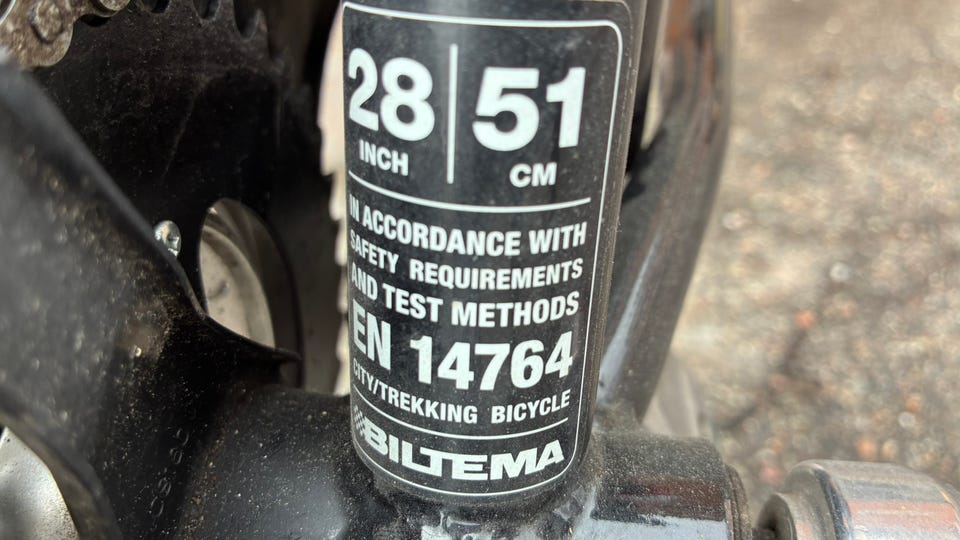 28 | 51
INCH CM
IN ACCORDANCE WITH
SAFETY REQUIREMENTS
AND TEST METHODS
EN 14764
CITY/TREKKING BICYCLE
BILTEMA